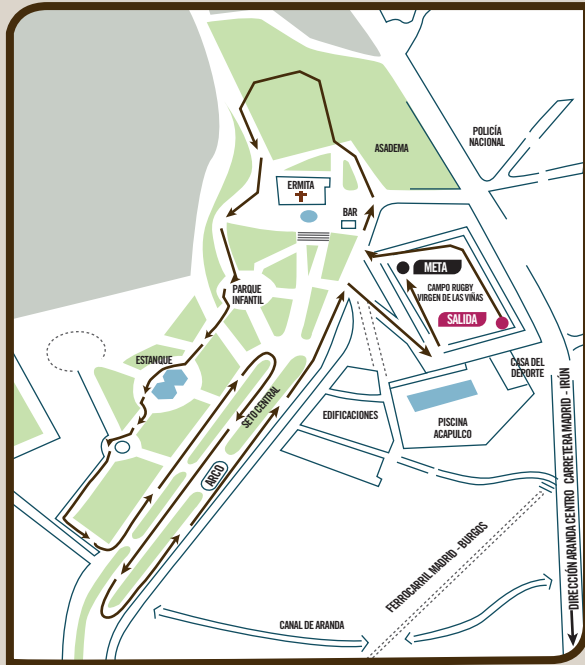 POLICÍA
NACIONAL
ASADEMA
ERMITA
BAR
META
CAMPO RUGBY
VIRGEN DE LAS VIÑAS
SALIDA
PARQUE
INFANTIL
ESTANQUE
CASA DEL
DEPORTE
SETO CENTRAL
EDIFICACIONES
PISCINA
ACAPULCO
ARCO
FERROCARRIL MADRID - BURGOS
DIRECCIÓN ARANDA CENTRO CARRETERA MADRID - IRÚN
CANAL DE ARANDA